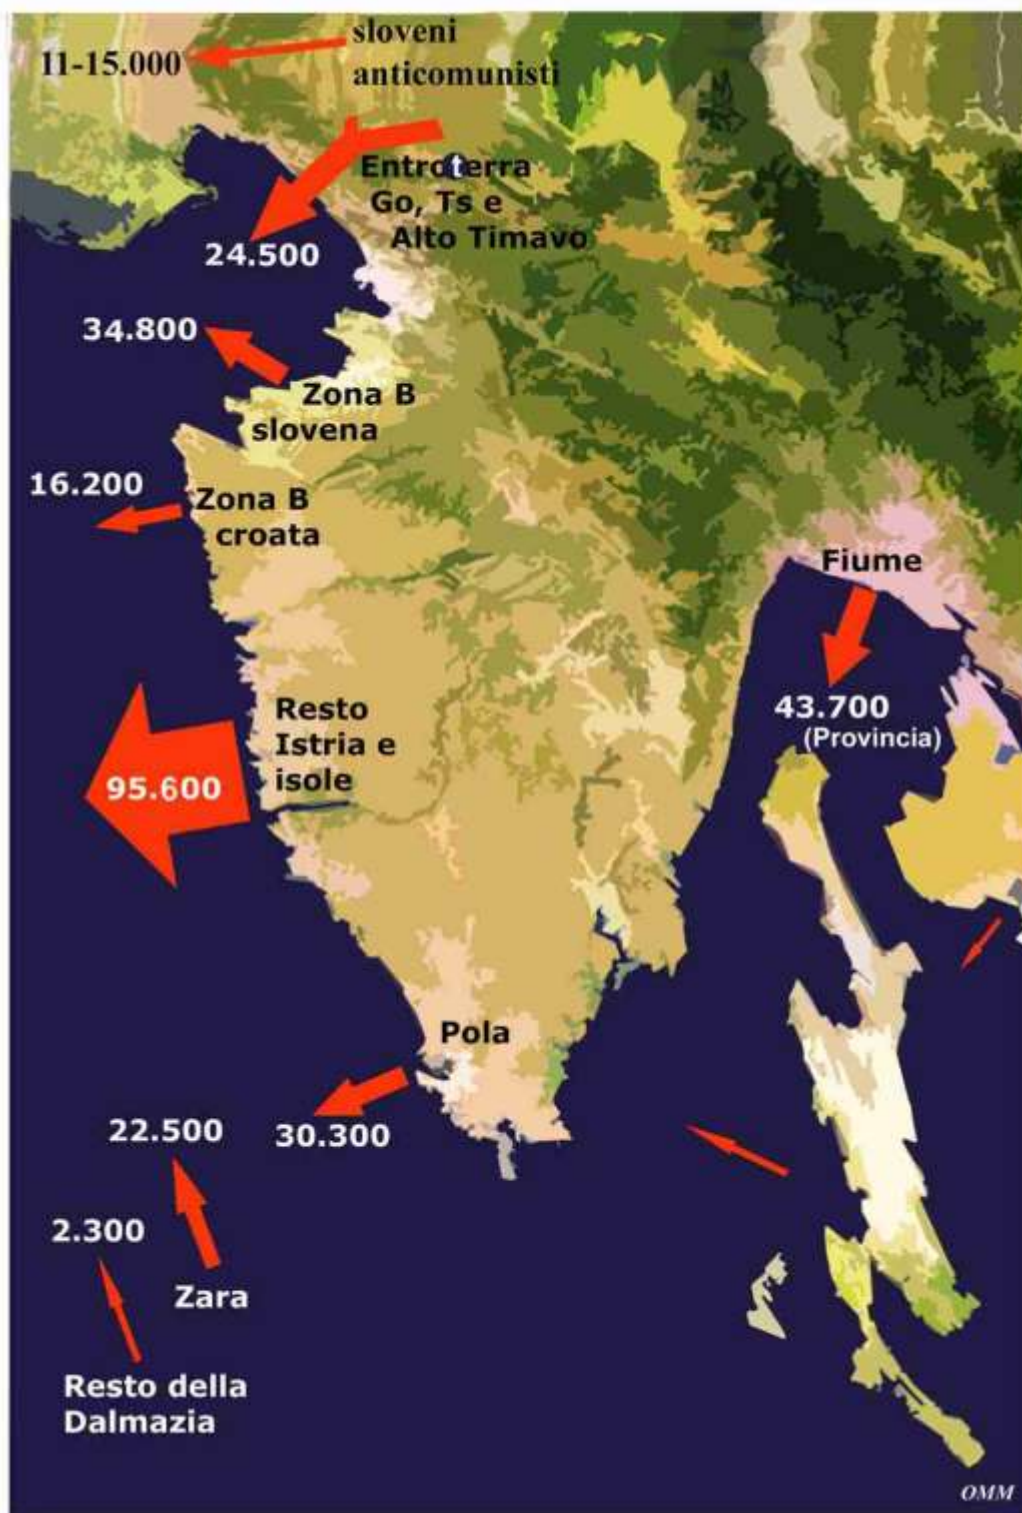 sloveni
11-15.000
anticomunisti
Entroterra
Go, Ts e
Alto Timavo
24.500
34.800
Zona B
slovena
16.200
Zona B
croata
Fiume
43.700
(Provincia)
Resto
Istria e
isole
95.600
Pola
22.500
30.300
2.300
Zara
Resto della
Dalmazia
OMM